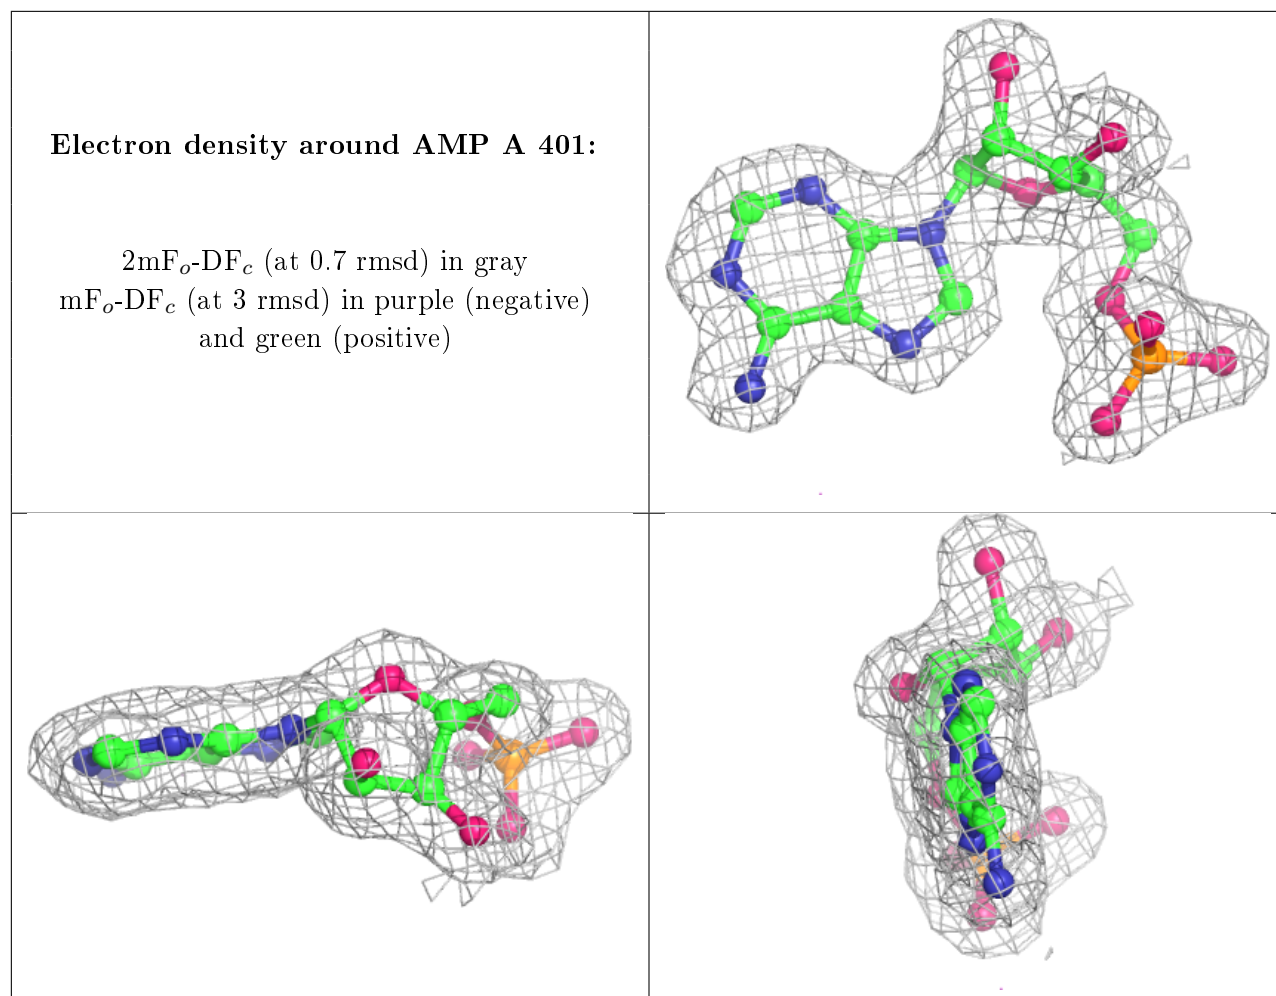 Electron density around AMP A 401:
2mFₒ-DF𝒸 (at 0.7 rmsd) in gray
mFₒ-DF𝒸 (at 3 rmsd) in purple (negative)
and green (positive)